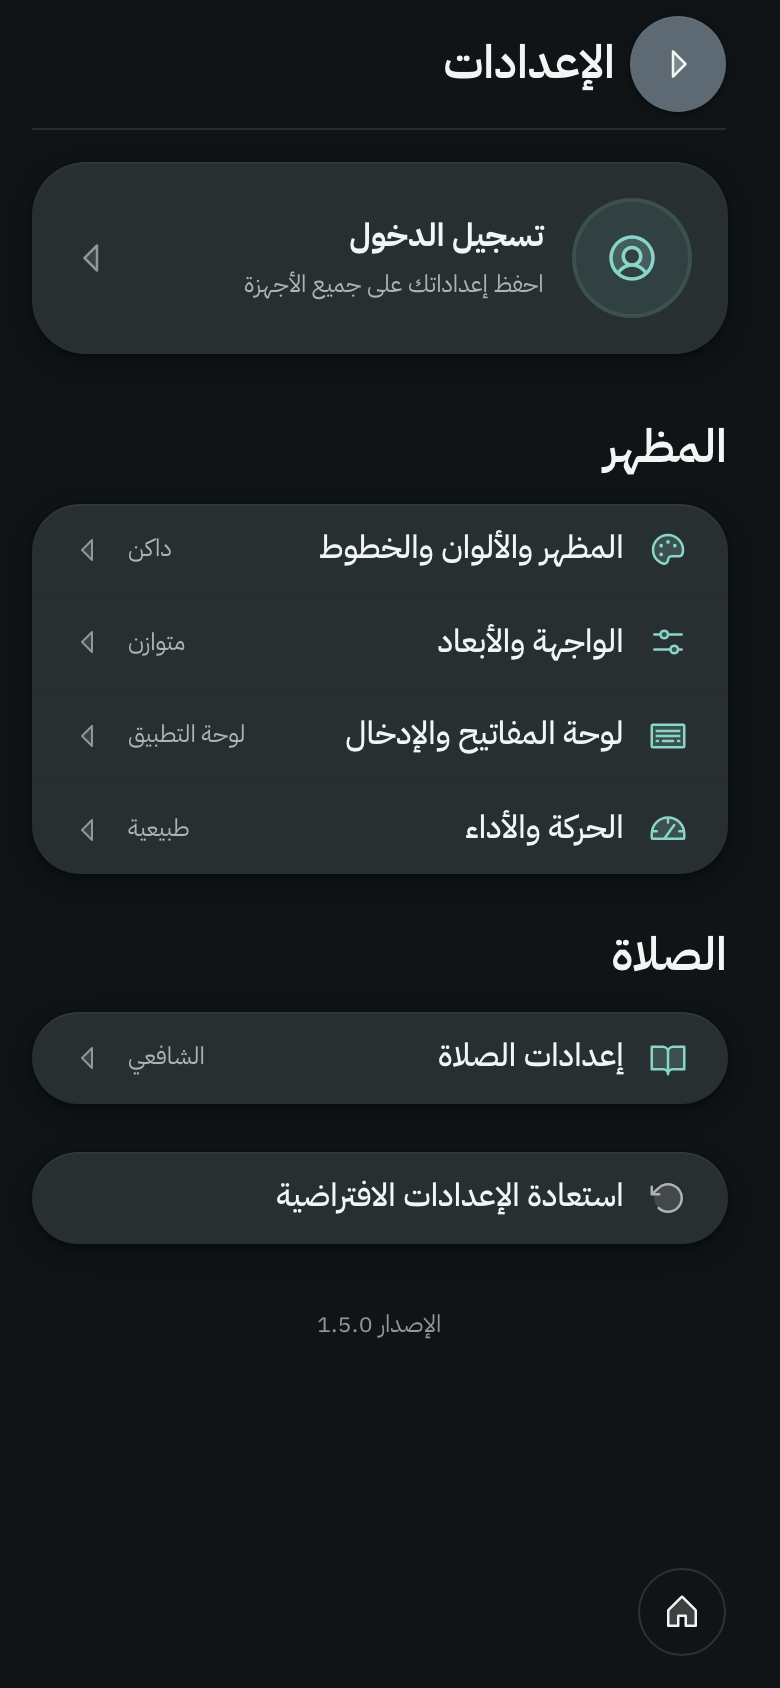 الإعدادات
تسجيل الدخول
احفظ إعداداتك على جميع الأجهزة
المظهر
المظهر والألوان والخطوط داكن
الواجهة والأبعاد متوازن
لوحة المفاتيح والإدخال لوحة التطبيق
الحركة والأداء طبيعية
الصلاة
إعدادات الصلاة الشافعي
استعادة الإعدادات الافتراضية
الإصدار 1.5.0